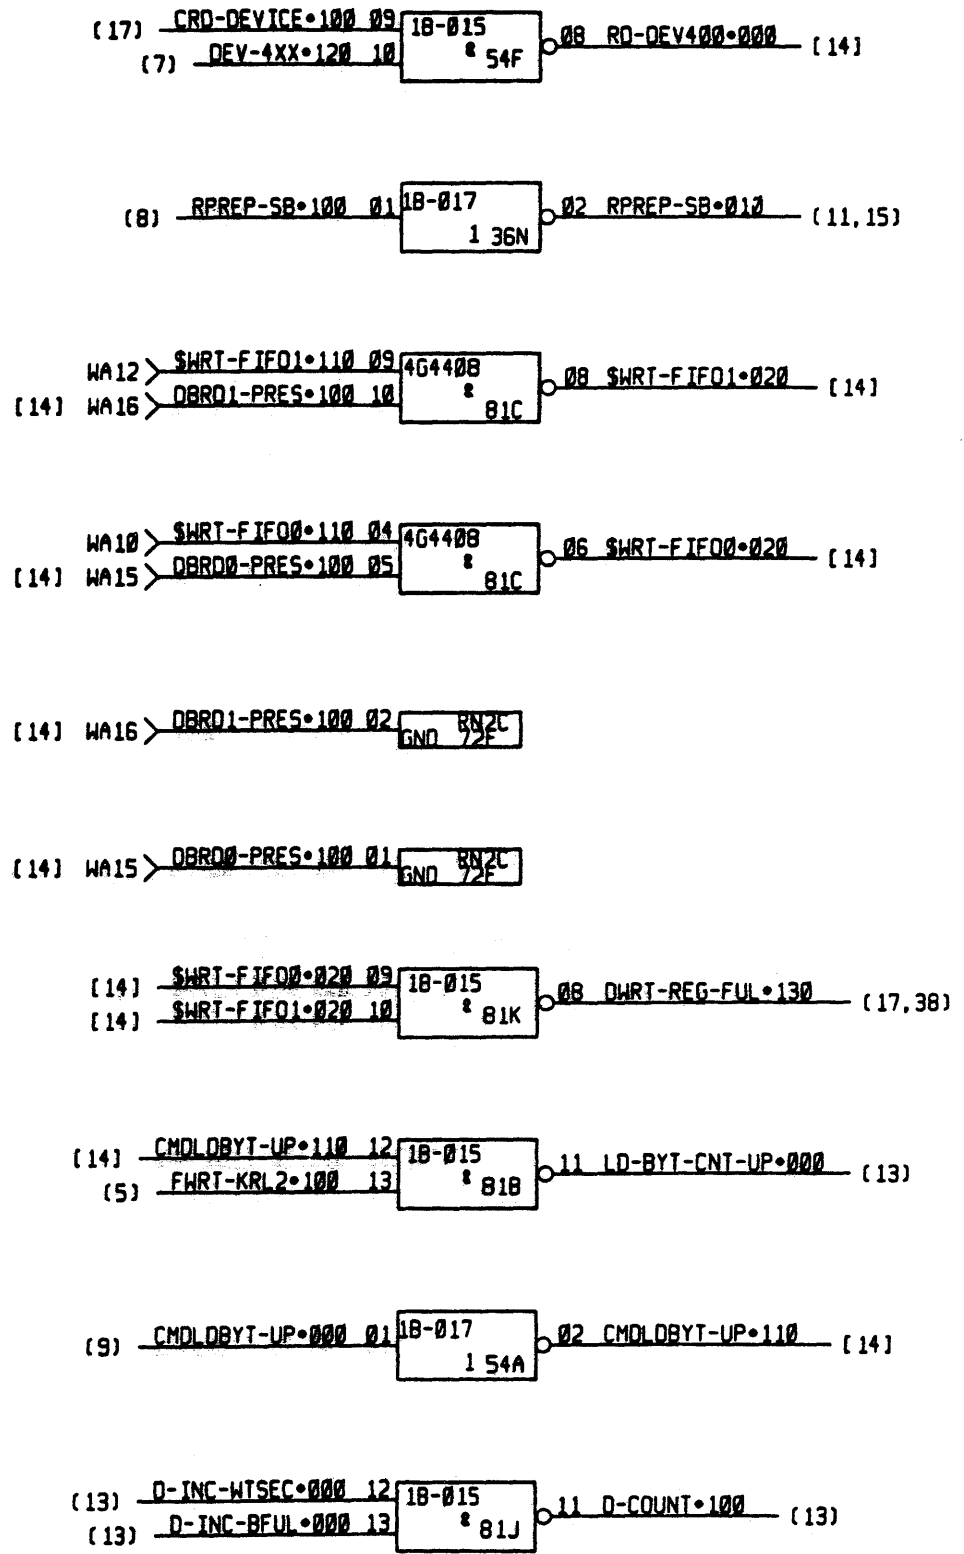 (17) CRD-DEVICE•100 09 1B-015 08 RD-DEV400•000 [14]
(7) DEV-4XX•120 10 & 54F
(8) RPREP-SB•100 01 1B-017 02 RPREP-SB•010 (11,15)
1 36N
WA12 $WRT-FIFO1•110 09 4G4408 08 $WRT-FIFO1•020 [14]
[14] WA16 DBRD1-PRES•100 10 & 81C
WA10 $WRT-FIFO0•110 04 4G4408 06 $WRT-FIFO0•020 [14]
[14] WA15 DBRD0-PRES•100 05 & 81C
[14] WA16 DBRD1-PRES•100 02 RN2C
GND 72F
[14] WA15 DBRD0-PRES•100 01 RN2C
GND 72F
[14] $WRT-FIFO0•020 09 1B-015 08 DWRT-REG-FUL•130 (17,38)
[14] $WRT-FIFO1•020 10 & 81K
[14] CMDLDBYT-UP•110 12 1B-015 11 LD-BYT-CNT-UP•000 (13)
(5) FWRT-KRL2•100 13 & 81B
(9) CMDLDBYT-UP•000 01 1B-017 02 CMDLDBYT-UP•110 [14]
1 54A
(13) D-INC-WTSEC•000 12 1B-015 11 D-COUNT•100 (13)
(13) D-INC-BFUL•000 13 & 81J